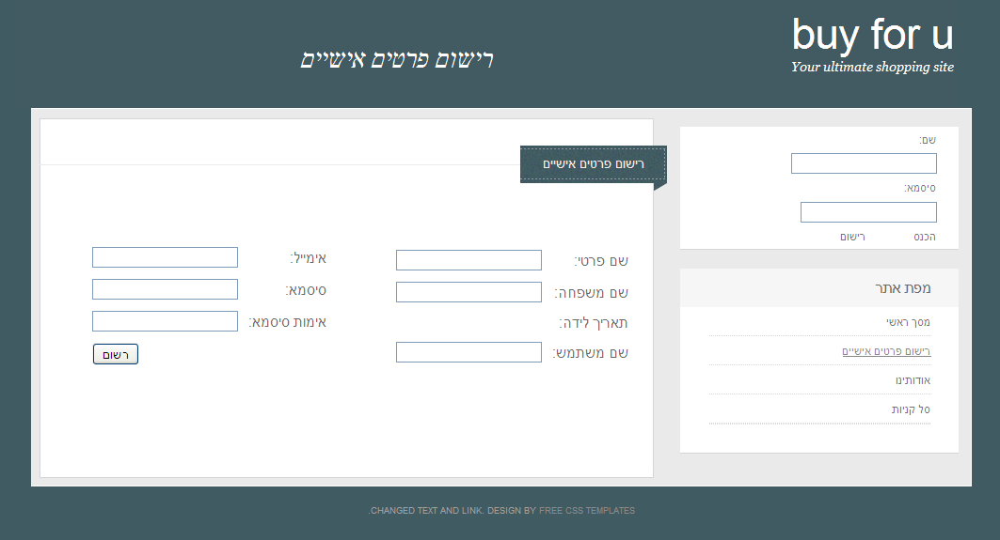 buy for u
Your ultimate shopping site
רישום פרטים אישיים
שם:
סיסמא:
הכנס
רישום
מפת אתר
מסך ראשי
רישום פרטים אישיים
אודותינו
סל קניות
רישום פרטים אישיים
שם פרטי:
שם משפחה:
תאריך לידה:
שם משתמש:
אימייל:
סיסמא:
אימות סיסמא:
רשום
.CHANGED TEXT AND LINK. DESIGN BY FREE CSS TEMPLATES